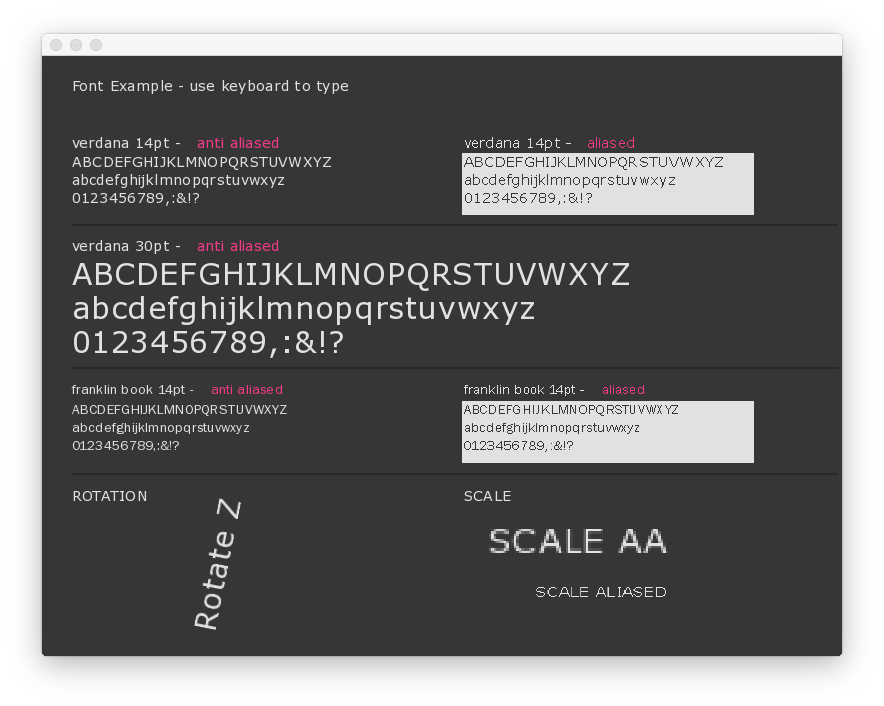 Font Example - use keyboard to type
verdana 14pt - anti aliased
ABCDEFGHIJKLMNOPQRSTUVWXYZ
abcdefghijklmnopqrstuvwxyz
0123456789,:&!?
verdana 14pt - aliased
ABCDEFGHIJKLMNOPQRSTUVWXYZ
abcdefghijklmnopqrstuvwxyz
0123456789,:&!?
verdana 30pt - anti aliased
ABCDEFGHIJKLMNOPQRSTUVWXYZ
abcdefghijklmnopqrstuvwxyz
0123456789,:&!?
franklin book 14pt - anti aliased
ABCDEFGHIJKLMNOPQRSTUVWXYZ
abcdefghijklmnopqrstuvwxyz
0123456789,:&!?
franklin book 14pt - aliased
ABCDEFGHIJKLMNOPQRSTUVWXYZ
abcdefghijklmnopqrstuvwxyz
0123456789,:&!?
ROTATION
Rotate Z
SCALE
SCALE AA
SCALE ALIASED